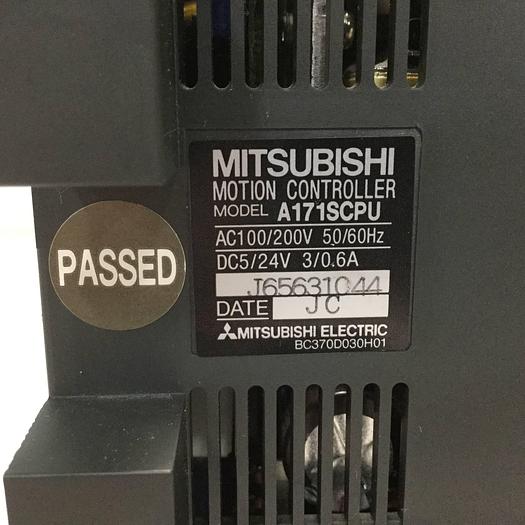 MITSUBISHI
MOTION CONTROLLER
MODEL A171SCPU
AC100/200V 50/60Hz
DC5/24V 3/0.6A
J65631044
DATE JC
MITSUBISHI ELECTRIC
BC370D030H01
PASSED